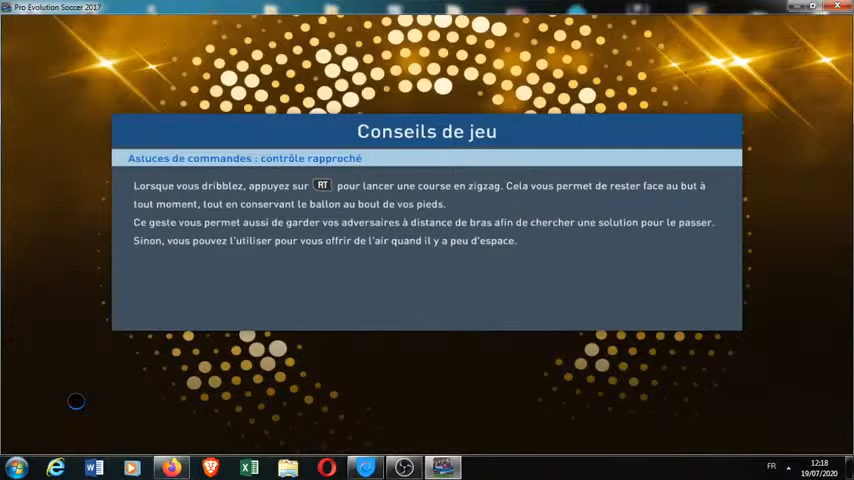 Pro Evolution Soccer 2017
Conseils de jeu
Astuces de commandes : contrôle rapproché
Lorsque vous dribblez, appuyez sur RT pour lancer une course en zigzag. Cela vous permet de rester face au but à
tout moment, tout en conservant le ballon au bout de vos pieds.
Ce geste vous permet aussi de garder vos adversaires à distance de bras afin de chercher une solution pour le passer.
Sinon, vous pouvez l'utiliser pour vous offrir de l'air quand il y a peu d'espace.
FR
12:18
19/07/2020